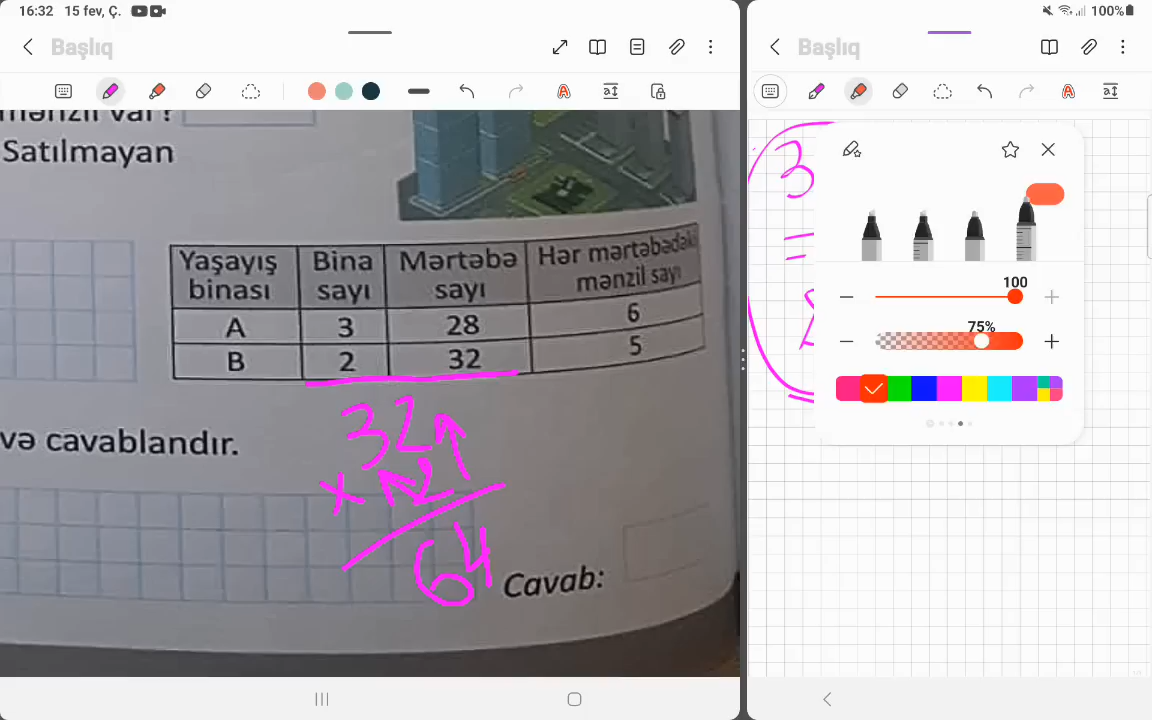 16:32 15 fev, Ç.
100%
Başlıq
Başlıq
mənzil var?
Satılmayan
Yaşayış binası
Bina sayı
Mərtəbə sayı
Hər mərtəbədəki mənzil sayı
A 3 28 6
B 2 32 5
və cavablandır.
32
× 2
64
Cavab:
3
100
75%